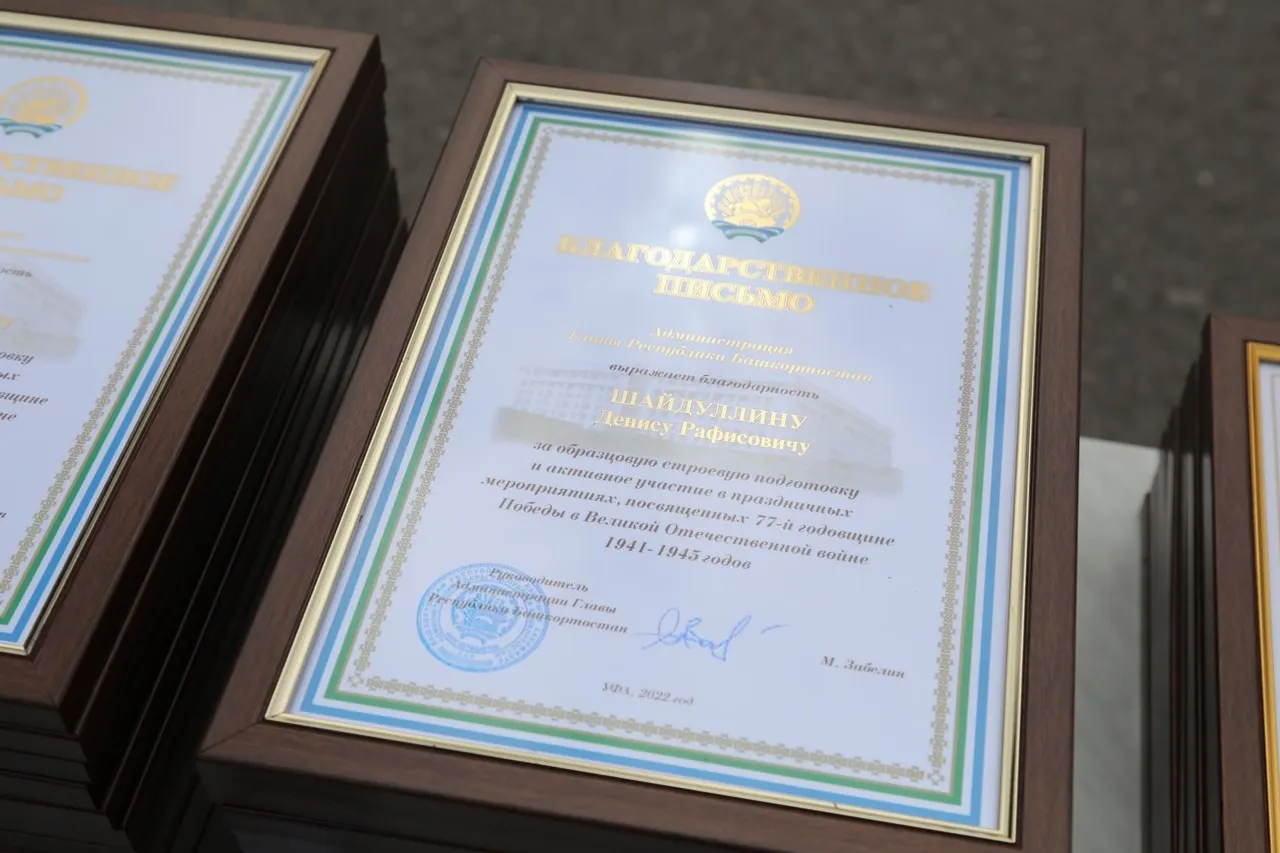 БЛАГОДАРСТВЕННОЕ
ПИСЬМО
Администрация
Главы Республики Башкортостан
выражает благодарность
ШАЙДУЛЛИНУ
Денису Рафисовичу
за образцовую строевую подготовку
и активное участие в праздничных
мероприятиях, посвященных 77-й годовщине
Победы в Великой Отечественной войне
1941-1945 годов
Руководитель
Администрации Главы
Республики Башкортостан
М. Забелин
УФА, 2022 год